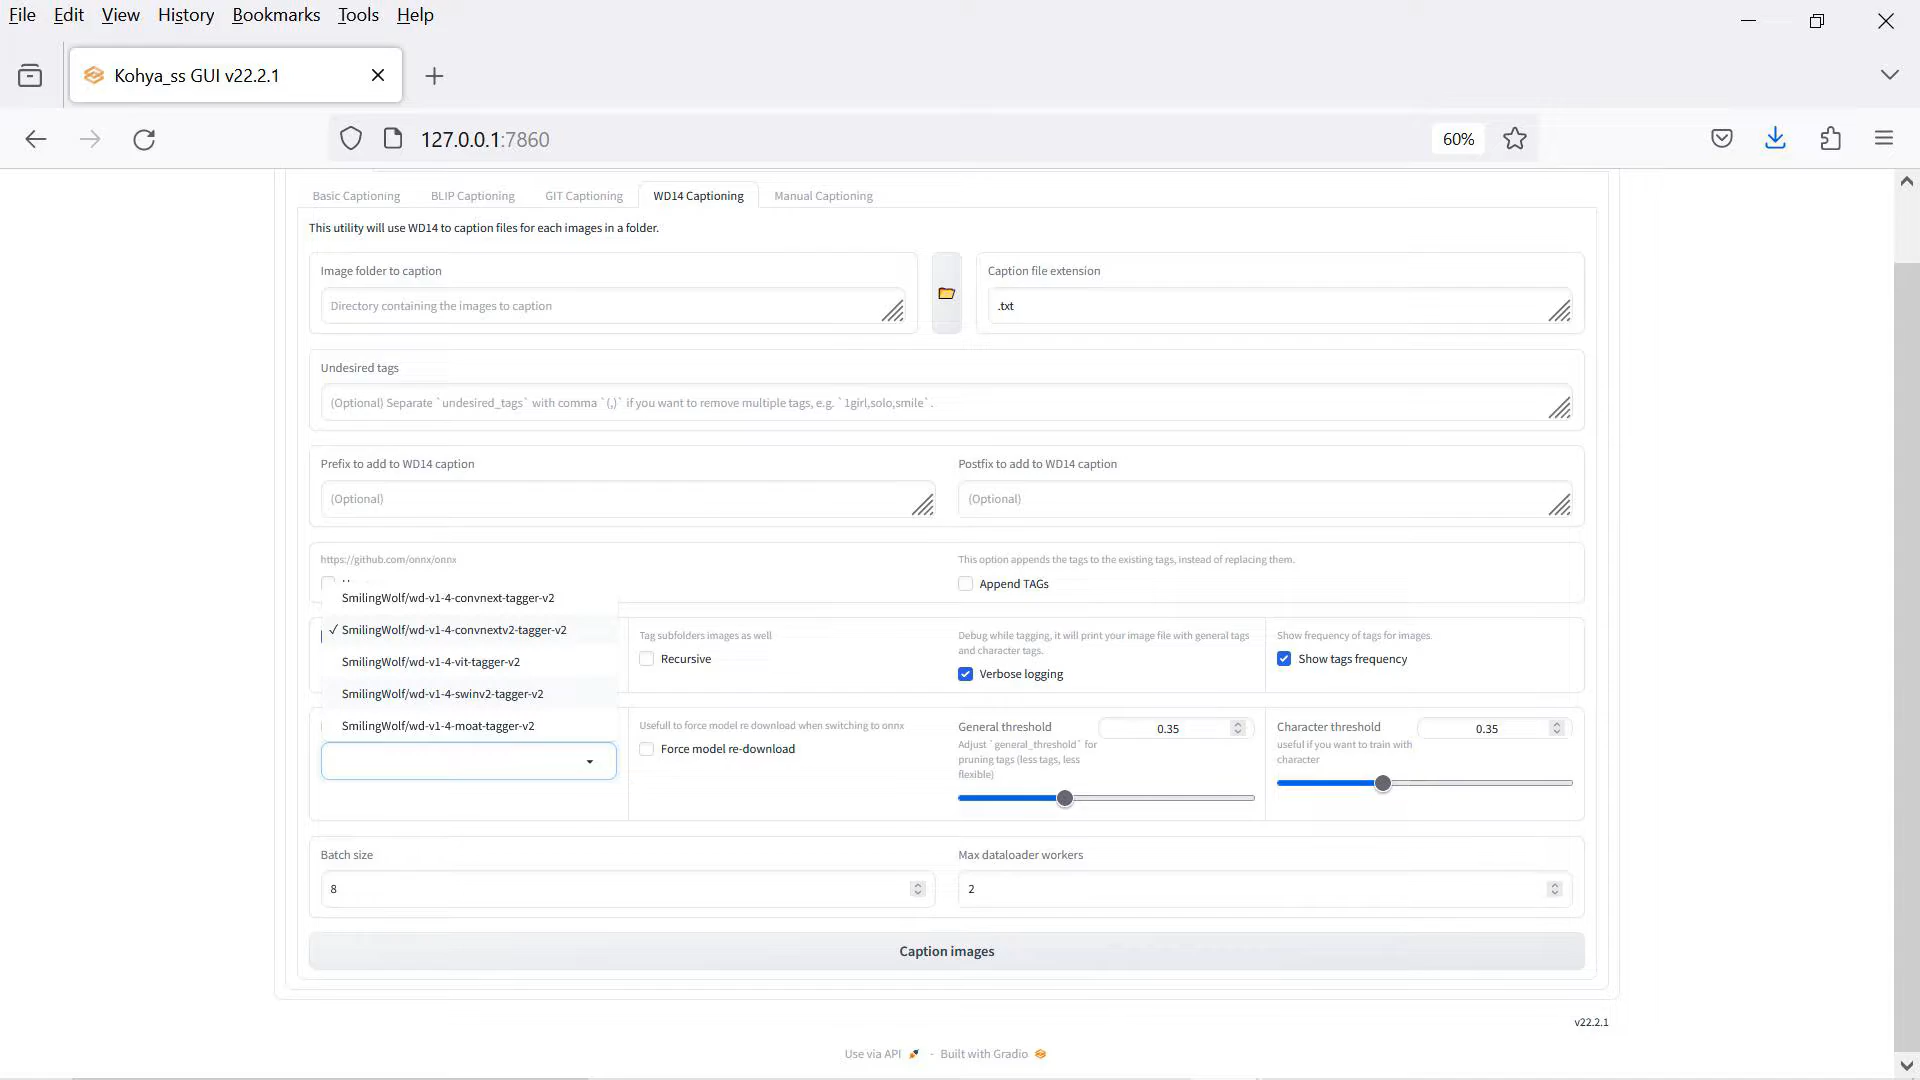 File Edit View History Bookmarks Tools Help
Kohya_ss GUI v22.2.1
127.0.0.1:7860
60%
Basic Captioning BLIP Captioning GIT Captioning WD14 Captioning Manual Captioning
This utility will use WD14 to caption files for each images in a folder.
Image folder to caption
Directory containing the images to caption
Caption file extension
.txt
Undesired tags
(Optional) Separate `undesired_tags` with comma `(,)` if you want to remove multiple tags, e.g. `1girl,solo,smile`.
Prefix to add to WD14 caption
(Optional)
Postfix to add to WD14 caption
(Optional)
https://github.com/onnx/onnx
This option appends the tags to the existing tags, instead of replacing them.
Append TAGs
SmilingWolf/wd-v1-4-convnext-tagger-v2
✓ SmilingWolf/wd-v1-4-convnextv2-tagger-v2
SmilingWolf/wd-v1-4-vit-tagger-v2
SmilingWolf/wd-v1-4-swinv2-tagger-v2
SmilingWolf/wd-v1-4-moat-tagger-v2
Tag subfolders images as well
Recursive
Debug while tagging, it will print your image file with general tags
and character tags.
Verbose logging
Show frequency of tags for images.
Show tags frequency
Usefull to force model re download when switching to onnx
Force model re-download
General threshold
0.35
Adjust `general_threshold` for
pruning tags (less tags, less
flexible)
Character threshold
0.35
useful if you want to train with
character
Batch size
8
Max dataloader workers
2
Caption images
v22.2.1
Use via API - Built with Gradio